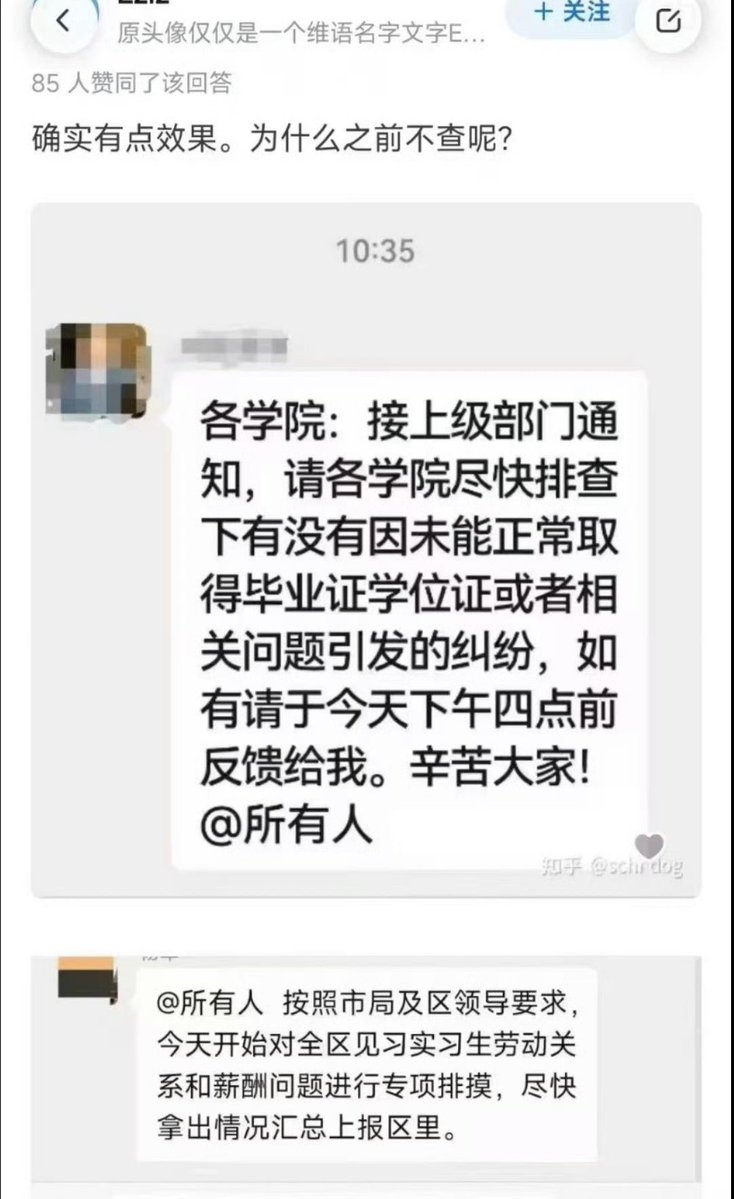 原头像仅仅是一个维语名字文字E...
+ 关注
85 人赞同了该回答
确实有点效果。为什么之前不查呢?
10:35
各学院：接上级部门通
知，请各学院尽快排查
下有没有因未能正常取
得毕业证学位证或者相
关问题引发的纠纷，如
有请于今天下午四点前
反馈给我。辛苦大家!
@所有人
知乎
@所有人 按照市局及区领导要求，
今天开始对全区见习实习生劳动关
系和薪酬问题进行专项排摸，尽快
拿出情况汇总上报区里。